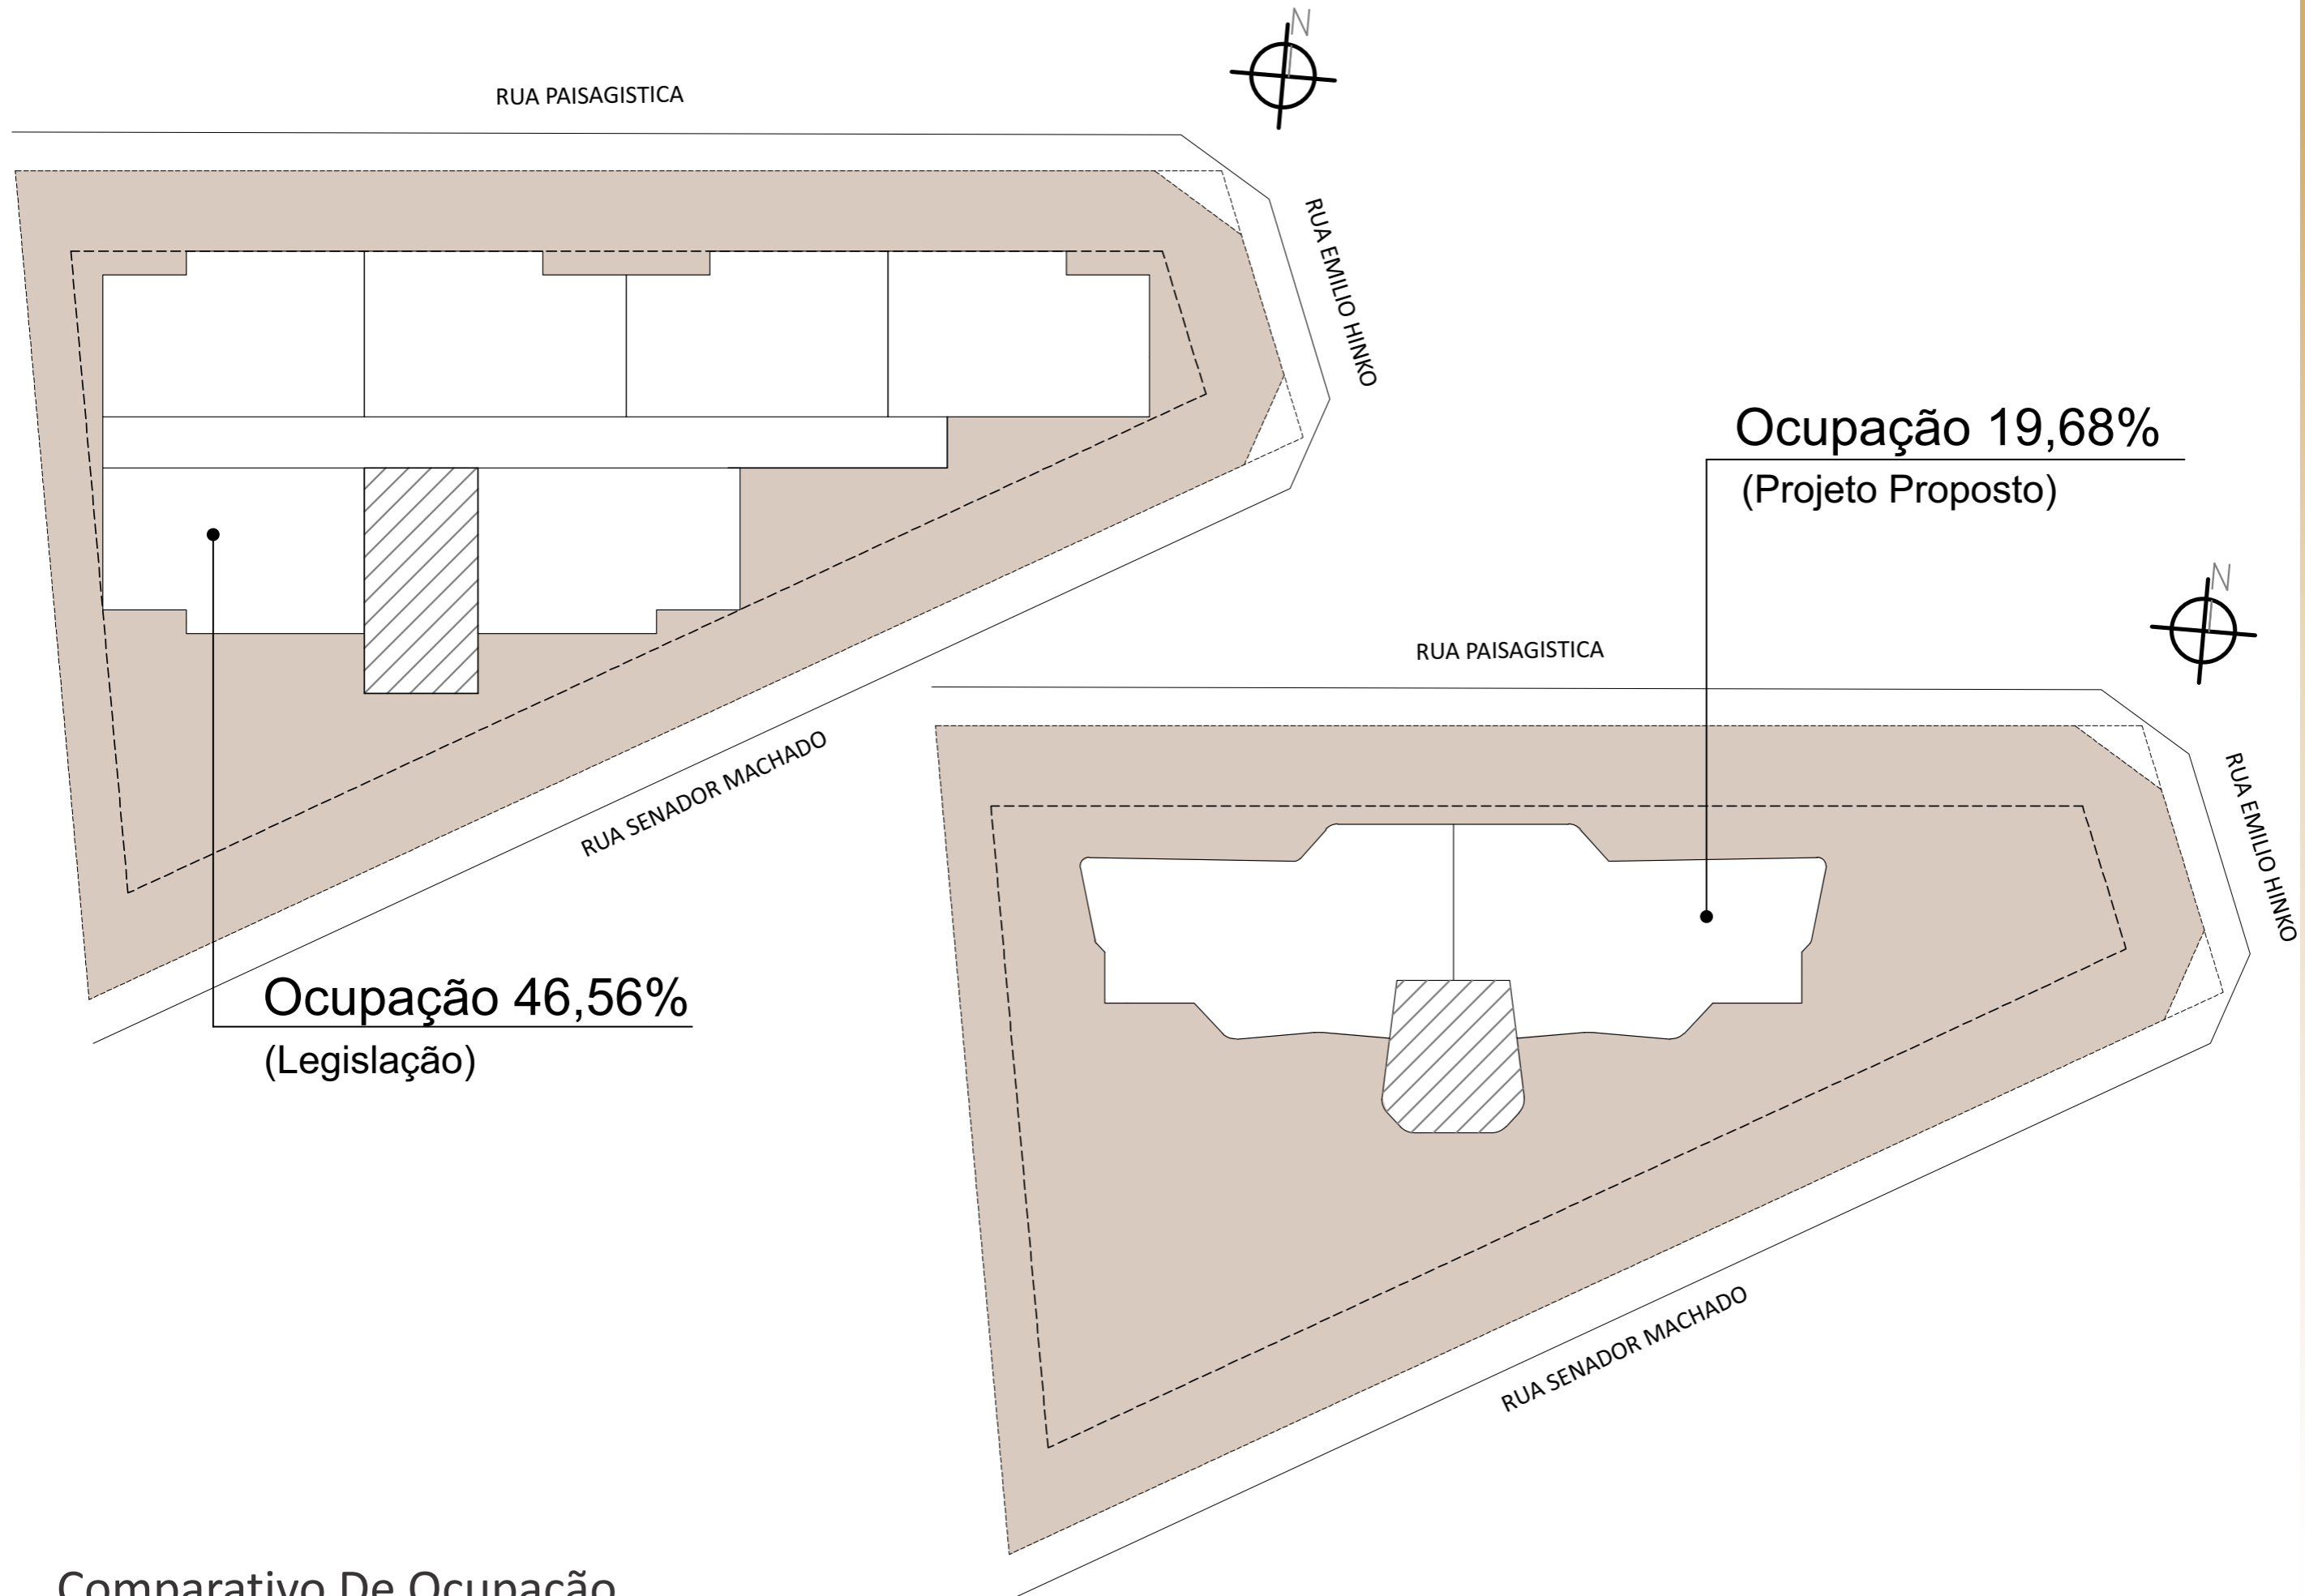 N
RUA PAISAGISTICA
RUA EMILIO HINKO
Ocupação 19,68%
(Projeto Proposto)
N
RUA PAISAGISTICA
RUA SENADOR MACHADO
RUA EMILIO HINKO
Ocupação 46,56%
(Legislação)
RUA SENADOR MACHADO
Comparativo De Ocupação